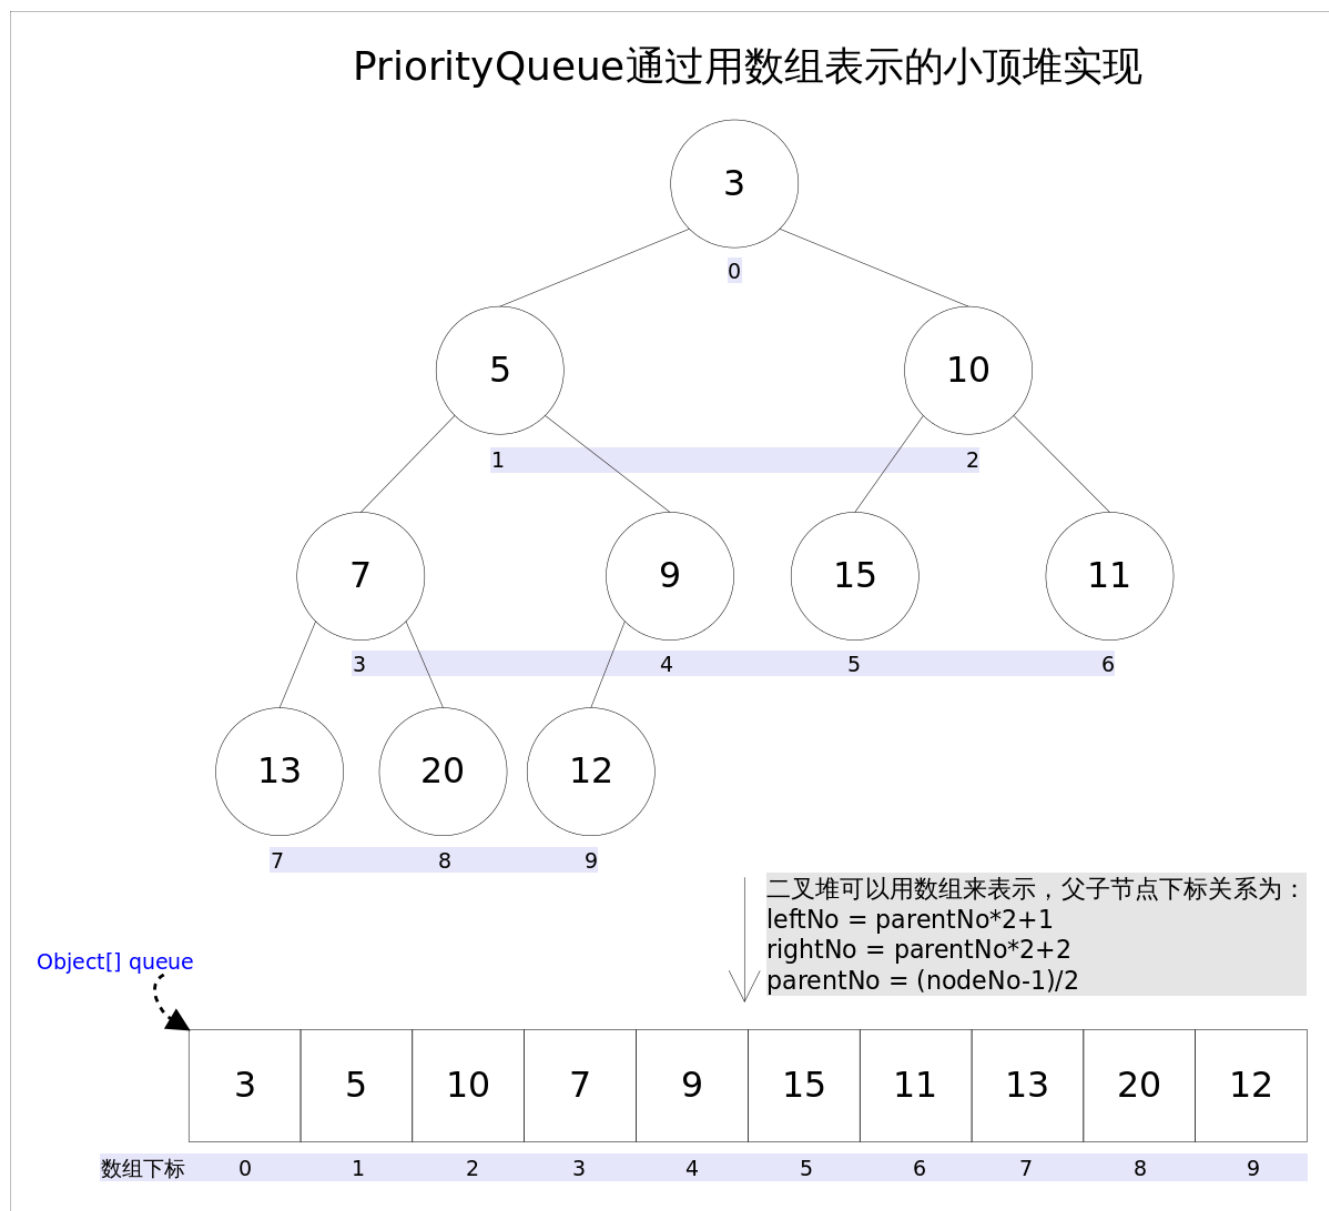 PriorityQueue通过用数组表示的小顶堆实现
3
0
5 10
1 2
7 9 15 11
3 4 5 6
13 20 12
7 8 9
二叉堆可以用数组来表示，父子节点下标关系为：
leftNo = parentNo*2+1
rightNo = parentNo*2+2
parentNo = (nodeNo-1)/2
Object[] queue
3 5 10 7 9 15 11 13 20 12
数组下标 0 1 2 3 4 5 6 7 8 9